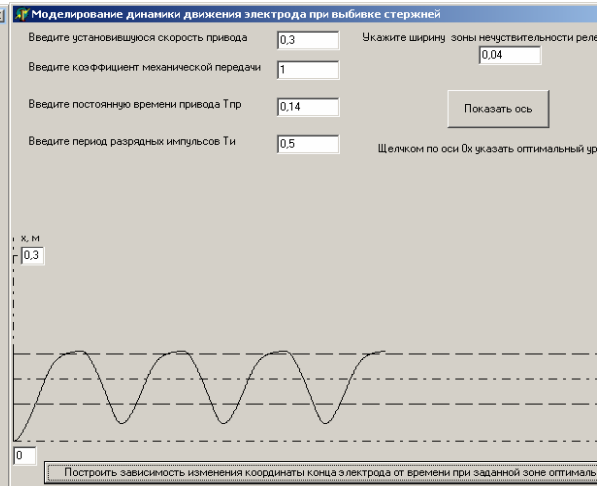 Моделирование динамики движения электрода при выбивке стержней
Введите установившуюся скорость привода
0,3
Укажите ширину зоны нечуствительности реле
0,04
Введите коэффициент механической передачи
1
Введите постоянную времени привода Тпр
0,14
Показать ось
Введите период разрядных импульсов Ти
0,5
Щелчком по оси 0x указать оптимальный ур
х, м
0,3
0
Построить зависимость изменения координаты конца электрода от времени при заданной зоне оптималь